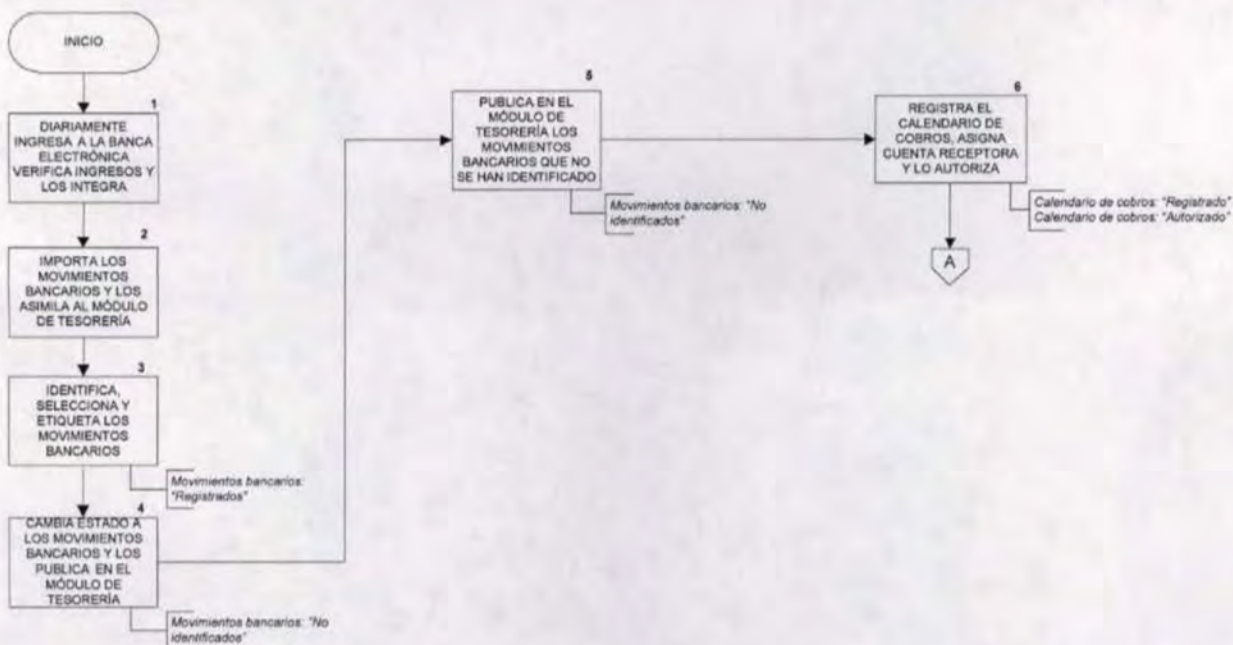 INICIO
1
DIARIAMENTE
INGRESA A LA BANCA
ELECTRÓNICA
VERIFICA INGRESOS Y
LOS INTEGRA
2
IMPORTA LOS
MOVIMIENTOS
BANCARIOS Y LOS
ASIMILA AL MÓDULO
DE TESORERÍA
3
IDENTIFICA,
SELECCIONA Y
ETIQUETA LOS
MOVIMIENTOS
BANCARIOS
Movimientos bancarios:
"Registrados"
4
CAMBIA ESTADO A
LOS MOVIMIENTOS
BANCARIOS Y LOS
PUBLICA EN EL
MÓDULO DE
TESORERÍA
Movimientos bancarios: "No
identificados"
5
PUBLICA EN EL
MÓDULO DE
TESORERÍA LOS
MOVIMIENTOS
BANCARIOS QUE NO
SE HAN IDENTIFICADO
Movimientos bancarios: "No
identificados"
6
REGISTRA EL
CALENDARIO DE
COBROS, ASIGNA
CUENTA RECEPTORA
Y LO AUTORIZA
Calendario de cobros: "Registrado"
Calendario de cobros: "Autorizado"
A